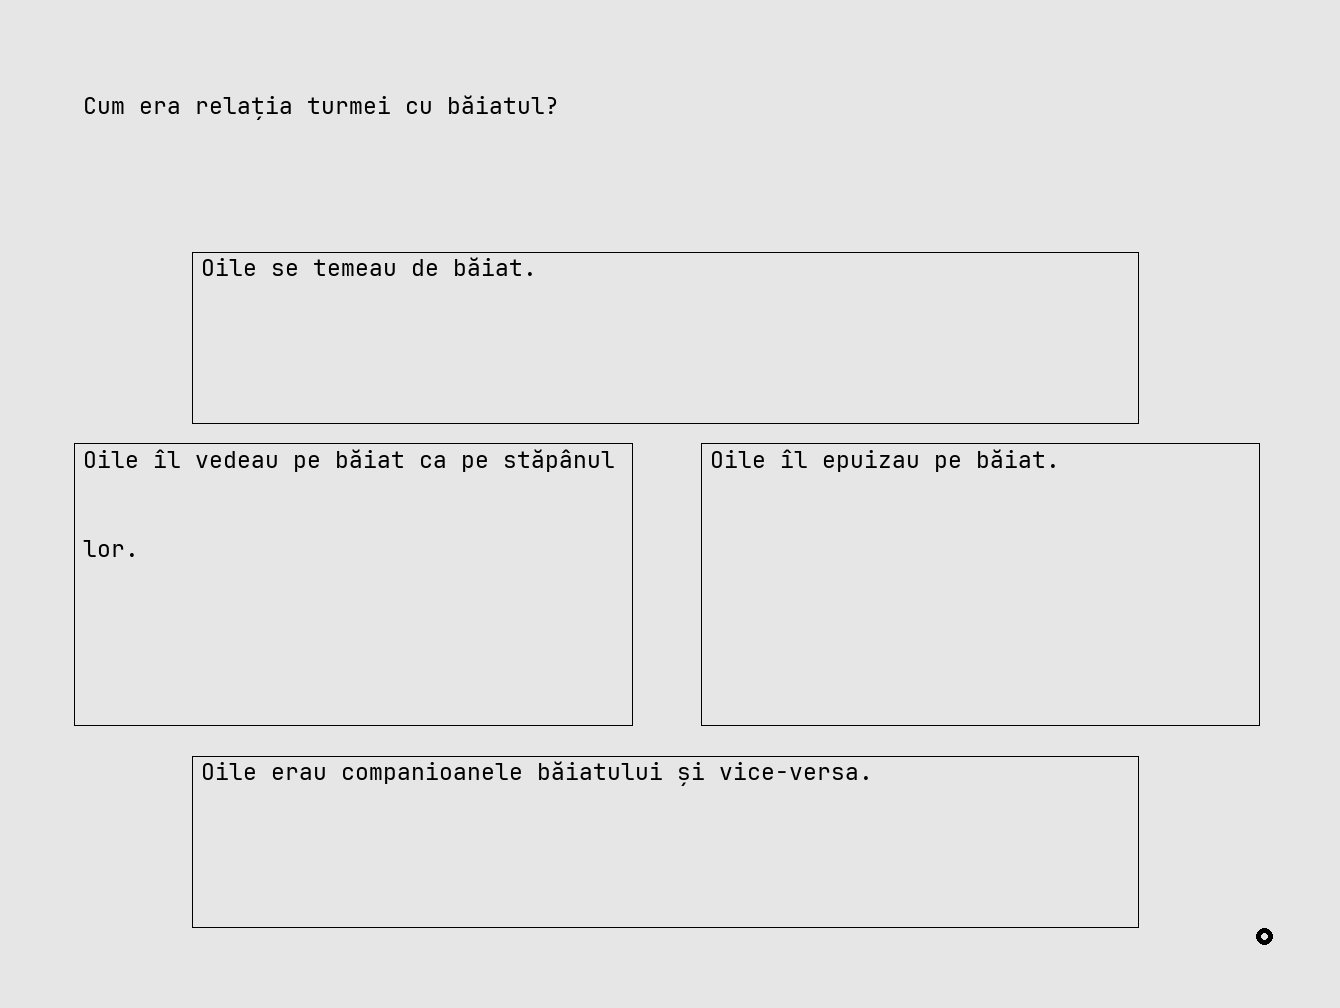 Cum era relația turmei cu băiatul?
Oile se temeau de băiat.
Oile îl vedeau pe băiat ca pe stăpânul
lor.
Oile îl epuizau pe băiat.
Oile erau companioanele băiatului și vice-versa.